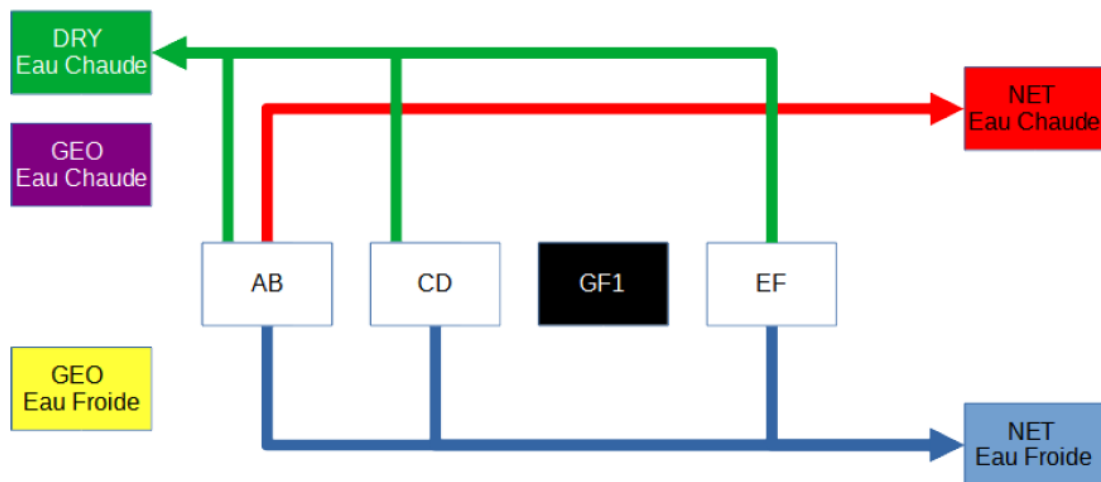 DRY
Eau Chaude
NET
Eau Chaude
GEO
Eau Chaude
AB
CD
GF1
EF
GEO
Eau Froide
NET
Eau Froide